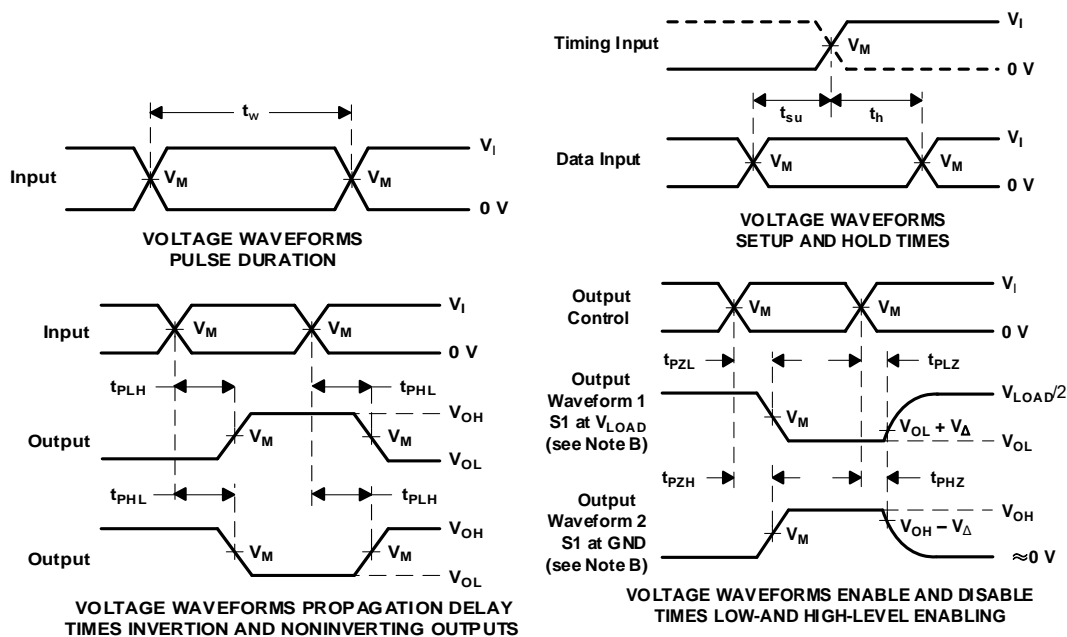 t_w
V_I
Input
V_M
V_M
0 V
VOLTAGE WAVEFORMS
PULSE DURATION
Timing Input
V_I
V_M
0 V
t_su
t_h
Data Input
V_I
V_M
V_M
0 V
VOLTAGE WAVEFORMS
SETUP AND HOLD TIMES
Input
V_I
V_M
V_M
0 V
t_PLH
t_PHL
Output
V_OH
V_M
V_M
V_OL
t_PHL
t_PLH
Output
V_OH
V_M
V_M
V_OL
VOLTAGE WAVEFORMS PROPAGATION DELAY
TIMES INVERTION AND NONINVERTING OUTPUTS
Output
Control
V_I
V_M
V_M
0 V
t_PZL
t_PLZ
Output
Waveform 1
S1 at V_LOAD
(see Note B)
V_LOAD/2
V_M
V_OL + V_Δ
V_OL
t_PZH
t_PHZ
Output
Waveform 2
S1 at GND
(see Note B)
V_OH
V_M
V_OH − V_Δ
≈0 V
VOLTAGE WAVEFORMS ENABLE AND DISABLE
TIMES LOW-AND HIGH-LEVEL ENABLING